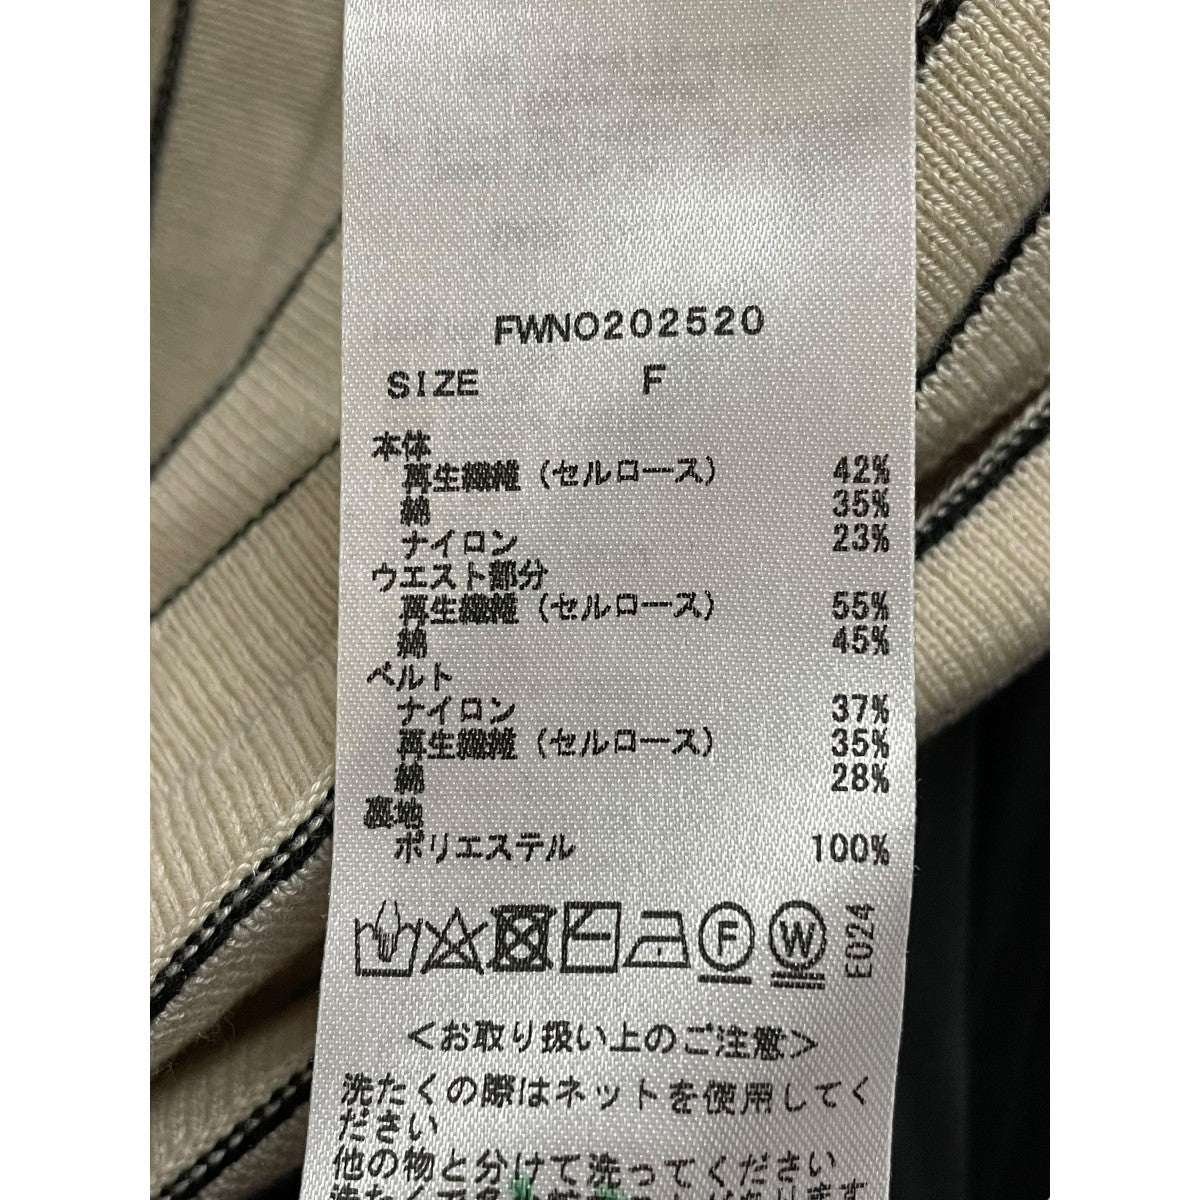 FWNO202520
SIZE F
本体
再生繊維 (セルロース) 42%
綿 35%
ナイロン 23%
ウエスト部分
再生繊維 (セルロース) 55%
綿 45%
ベルト
ナイロン 37%
再生繊維 (セルロース) 35%
綿 28%
裏地
ポリエステル 100%
F W E024
<お取り扱い上のご注意>
洗たくの際はネットを使用してく
ださい
他の物と分けて洗ってください